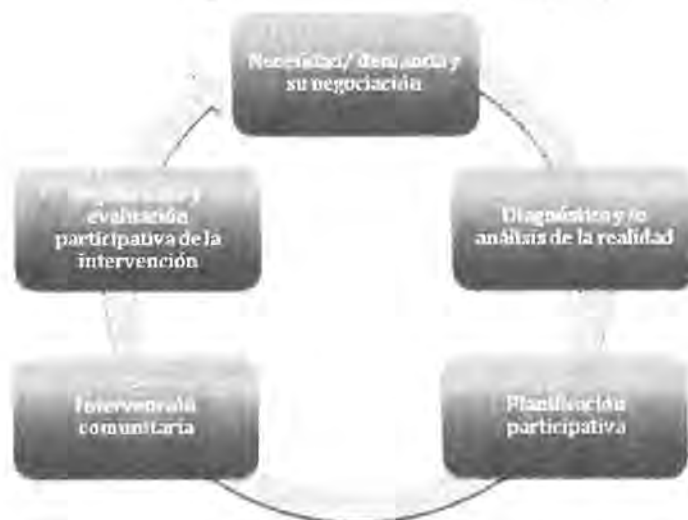 Necesidad/ demanda y
su negociación
Diagnóstico y/o
análisis de la realidad
Planificación
participativa
Intervención
comunitaria
evaluación
participativa de la
intervención